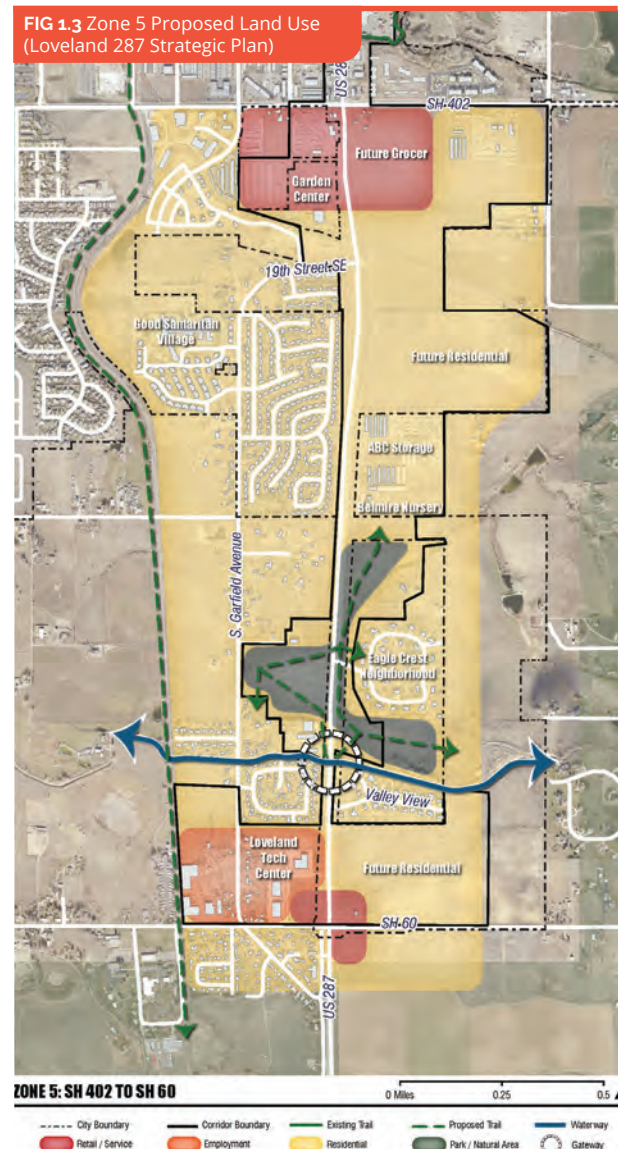 FIG 1.3 Zone 5 Proposed Land Use
(Loveland 287 Strategic Plan)
US 28
SH 402
Future Grocer
Garden
Center
19th Street SE
Good Samaritan
Village
Future Residential
ABC Storage
Belmira Nursery
S. Garfield Avenue
Eagle Crest
Neighborhood
Valley View
Loveland
Tech
Center
Future Residential
SH 60
US 287
ZONE 5: SH 402 TO SH 60
0 Miles 0.25 0.5
City Boundary Corridor Boundary Existing Trail Proposed Trail Waterway
Retail / Service Employment Residential Park / Natural Area Gateway